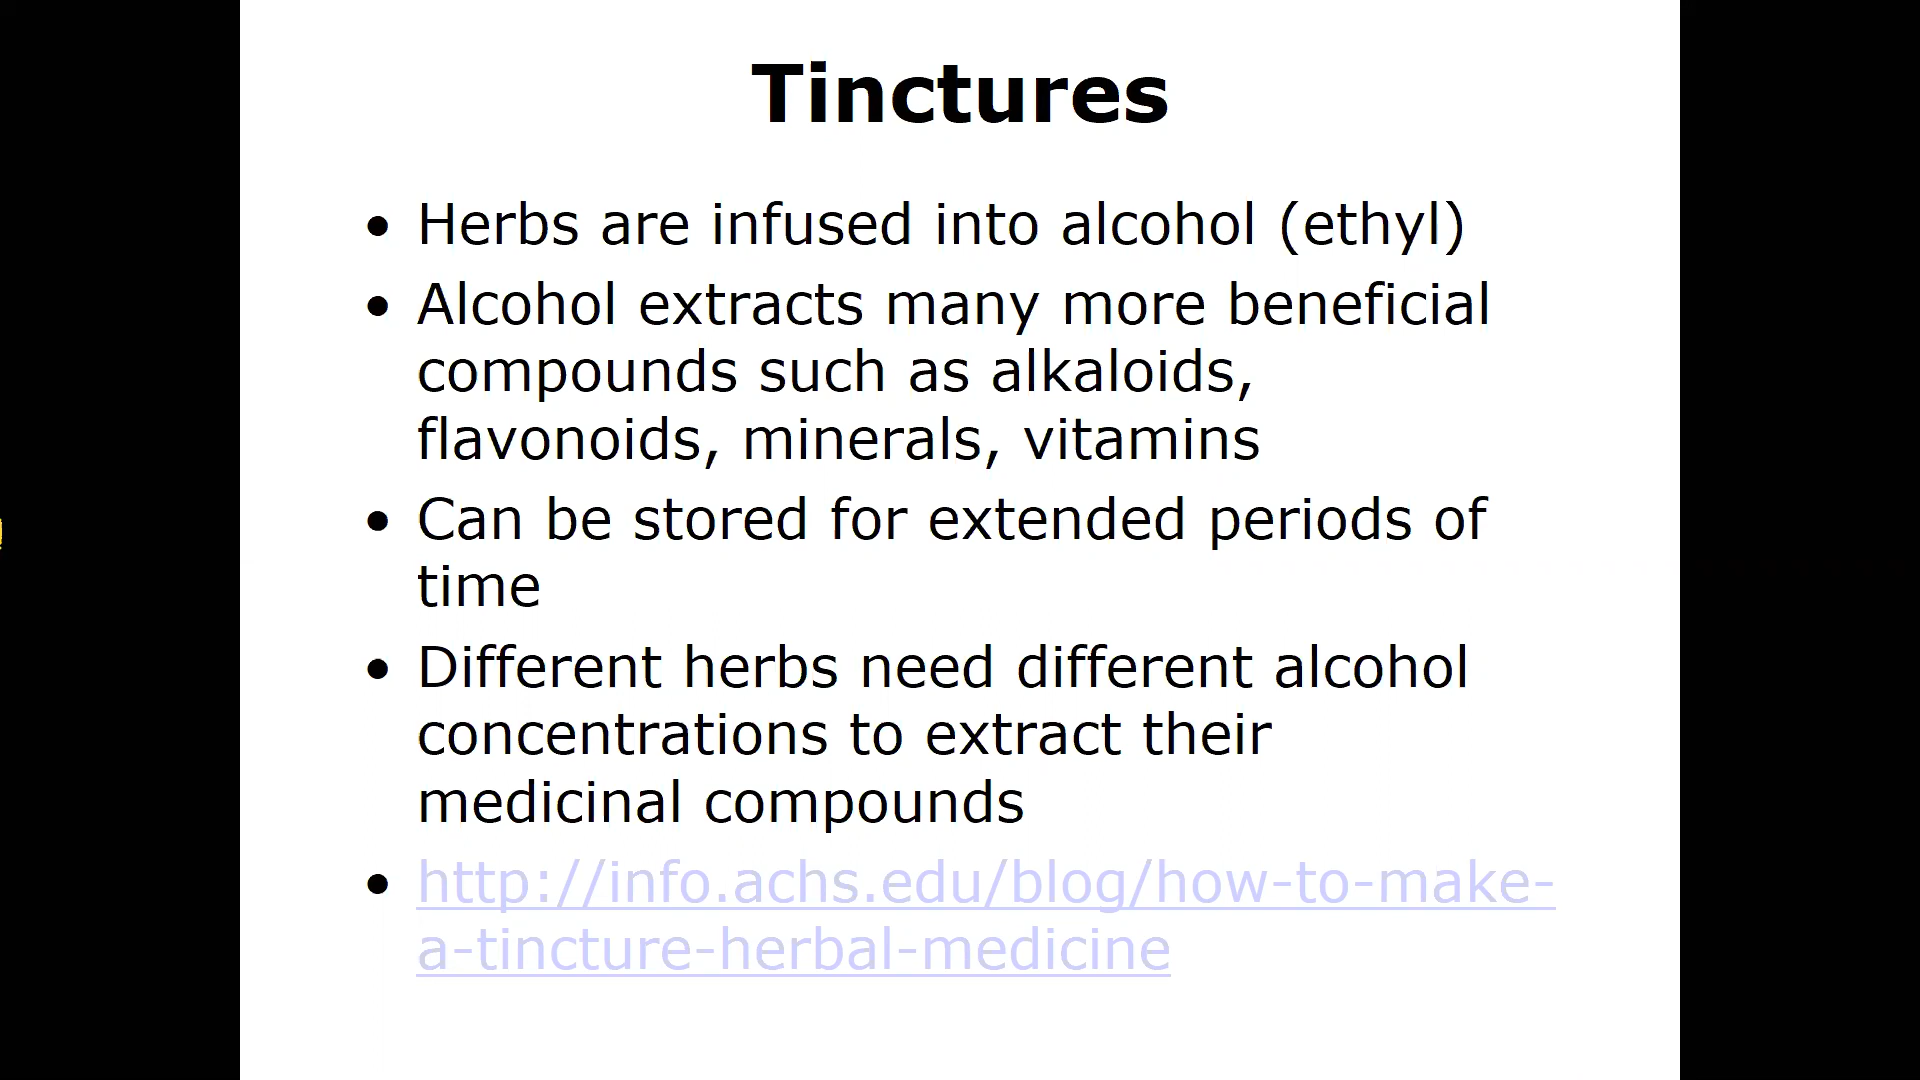 Tinctures
• Herbs are infused into alcohol (ethyl)
• Alcohol extracts many more beneficial
compounds such as alkaloids,
flavonoids, minerals, vitamins
• Can be stored for extended periods of
time
• Different herbs need different alcohol
concentrations to extract their
medicinal compounds
• http://info.achs.edu/blog/how-to-make-
a-tincture-herbal-medicine